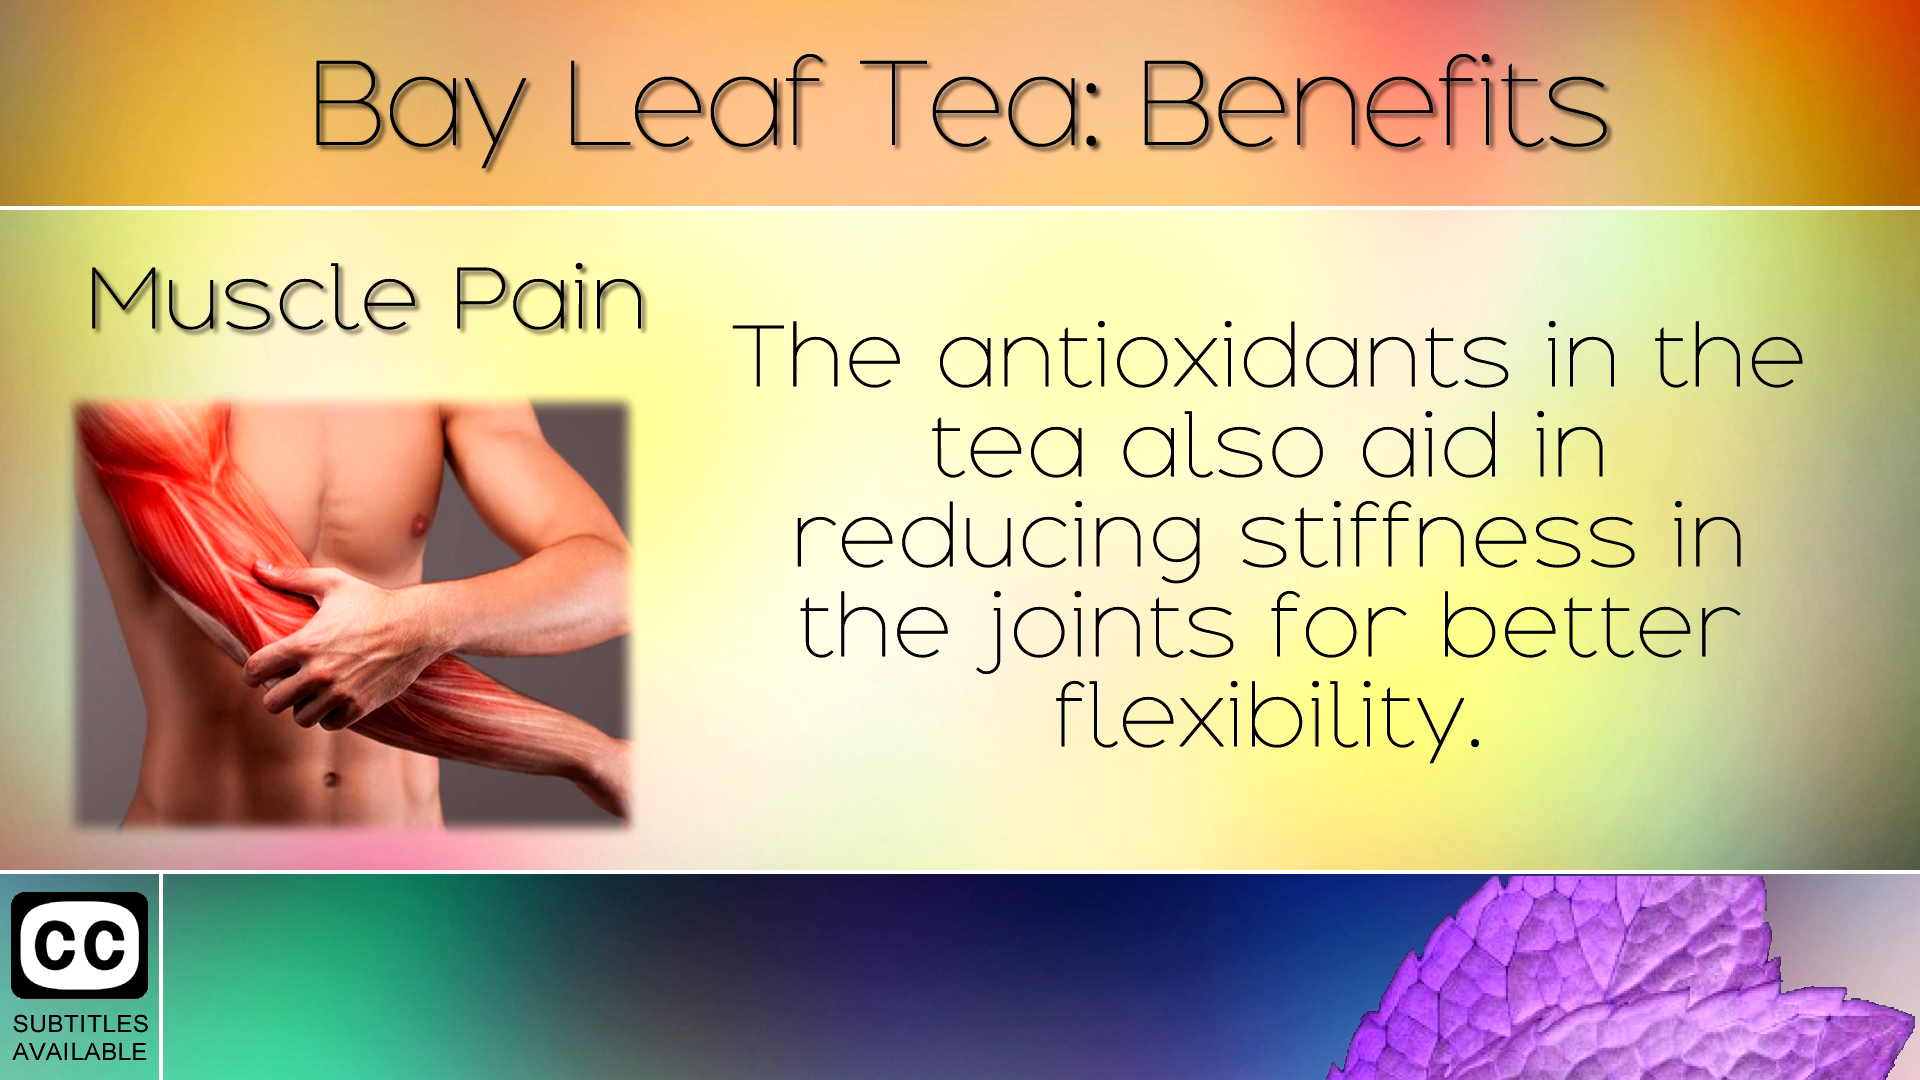 Bay Leaf Tea: Benefits
Muscle Pain
The antioxidants in the
tea also aid in
reducing stiffness in
the joints for better
flexibility.
CC
SUBTITLES
AVAILABLE